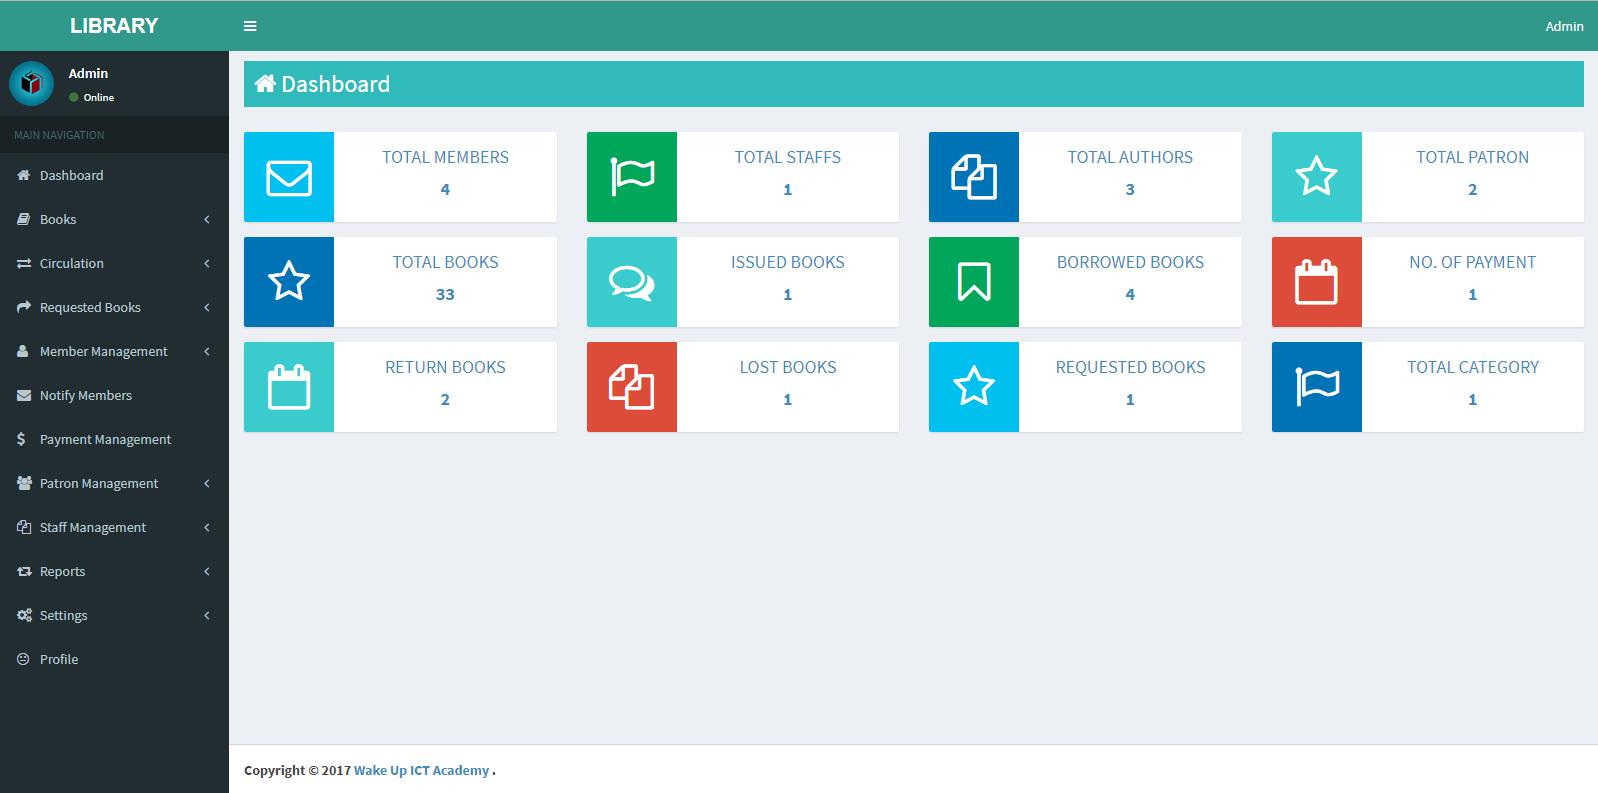 LIBRARY
Admin
Admin
Online
MAIN NAVIGATION
Dashboard
Books
Circulation
Requested Books
Member Management
Notify Members
Payment Management
Patron Management
Staff Management
Reports
Settings
Profile
Dashboard
TOTAL MEMBERS
4
TOTAL STAFFS
1
TOTAL AUTHORS
3
TOTAL PATRON
2
TOTAL BOOKS
33
ISSUED BOOKS
1
BORROWED BOOKS
4
NO. OF PAYMENT
1
RETURN BOOKS
2
LOST BOOKS
1
REQUESTED BOOKS
1
TOTAL CATEGORY
1
Copyright © 2017 Wake Up ICT Academy .